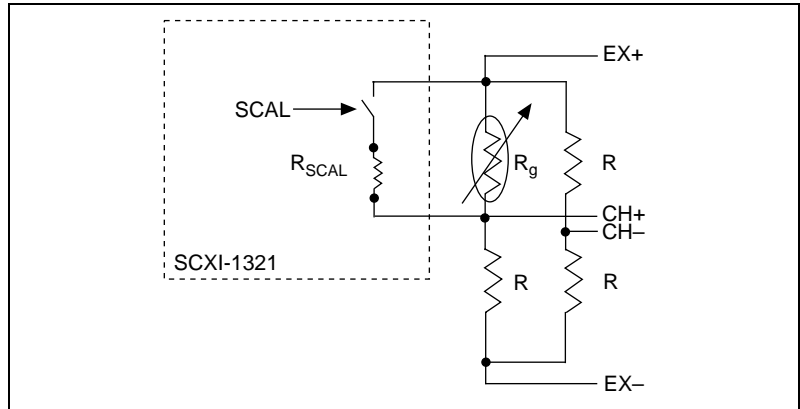 EX+
SCAL
R_SCAL
R_g
R
CH+
CH–
SCXI-1321
R
R
EX–